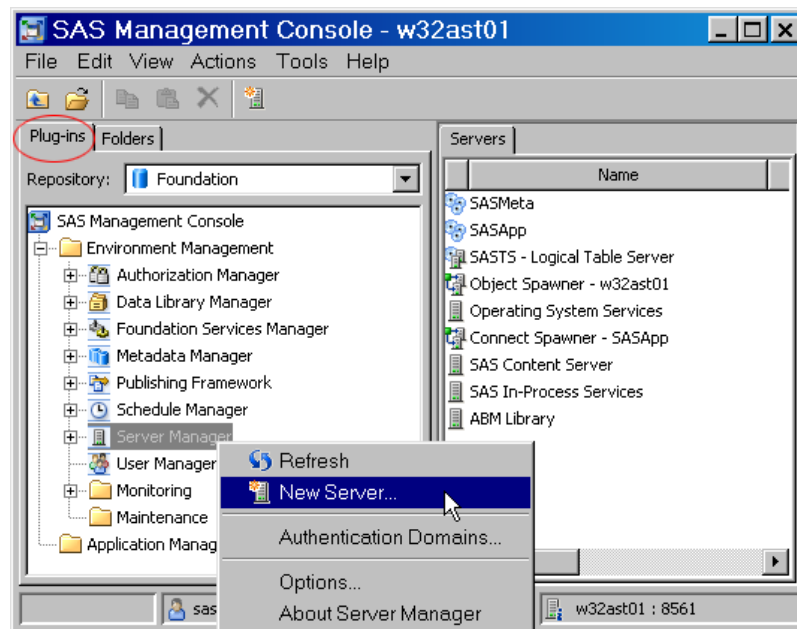 SAS Management Console - w32ast01
File Edit View Actions Tools Help
Plug-ins Folders
Servers
Repository: Foundation
Name
SAS Management Console
Environment Management
Authorization Manager
Data Library Manager
Foundation Services Manager
Metadata Manager
Publishing Framework
Schedule Manager
Server Manager
User Manager
Monitoring
Maintenance
Application Manag
SASMeta
SASApp
SASTS - Logical Table Server
Object Spawner - w32ast01
Operating System Services
Connect Spawner - SASApp
SAS Content Server
SAS In-Process Services
ABM Library
Refresh
New Server...
Authentication Domains...
Options...
About Server Manager
sas
w32ast01 : 8561